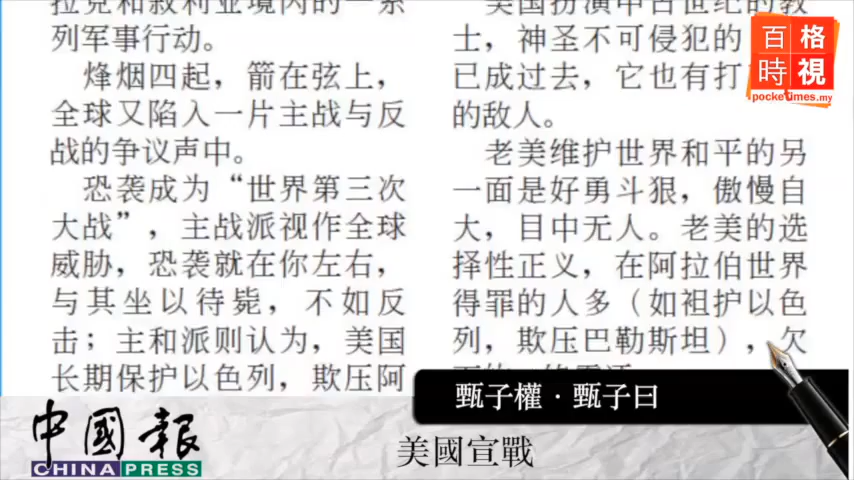 拉克和叙利亚境内的一系
列军事行动。
烽烟四起，箭在弦上，
全球又陷入一片主战与反
战的争议声中。
恐袭成为“世界第三次
大战”，主战派视作全球
威胁，恐袭就在你左右，
与其坐以待毙，不如反
击；主和派则认为，美国
长期保护以色列，欺压阿
美国扮演中古世纪的教
士，神圣不可侵犯的
已成过去，它也有打
的敌人。
老美维护世界和平的另
一面是好勇斗狠，傲慢自
大，目中无人。老美的选
择性正义，在阿拉伯世界
得罪的人多（如袒护以色
列，欺压巴勒斯坦），欠
百格
時視
pocketimes.my
甄子權·甄子曰
中國報
CHINA PRESS
美國宣戰